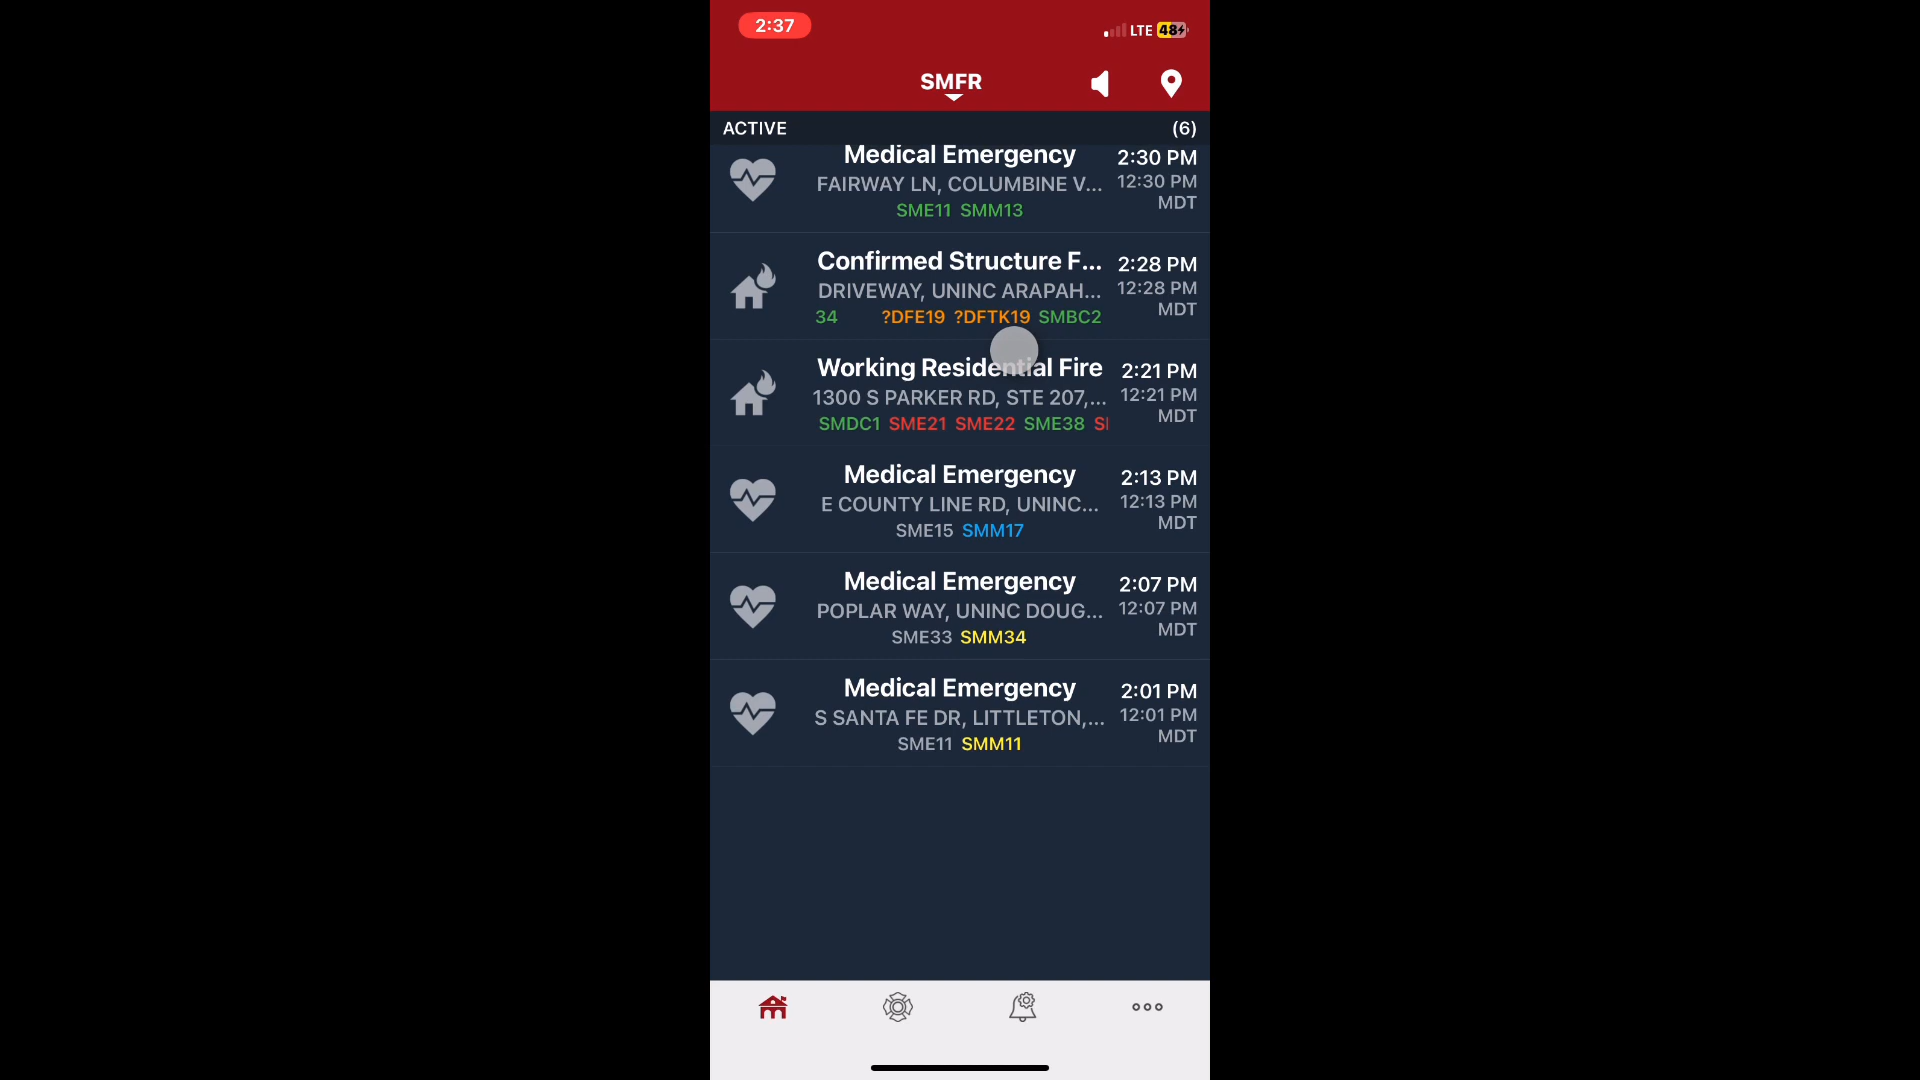 2:37
LTE 48
SMFR
ACTIVE (6)
Medical Emergency 2:30 PM
FAIRWAY LN, COLUMBINE V... 12:30 PM
SME11 SMM13 MDT
Confirmed Structure F... 2:28 PM
DRIVEWAY, UNINC ARAPAH... 12:28 PM
34 ?DFE19 ?DFTK19 SMBC2 MDT
Working Residential Fire 2:21 PM
1300 S PARKER RD, STE 207,... 12:21 PM
SMDC1 SME21 SME22 SME38 MDT
Medical Emergency 2:13 PM
E COUNTY LINE RD, UNINC... 12:13 PM
SME15 SMM17 MDT
Medical Emergency 2:07 PM
POPLAR WAY, UNINC DOUG... 12:07 PM
SME33 SMM34 MDT
Medical Emergency 2:01 PM
S SANTA FE DR, LITTLETON,... 12:01 PM
SME11 SMM11 MDT